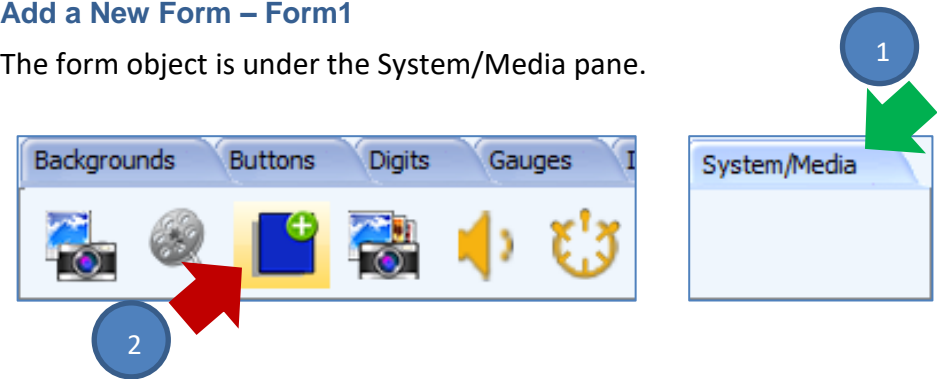 Add a New Form – Form1
The form object is under the System/Media pane.
1
Backgrounds Buttons Digits Gauges System/Media
2